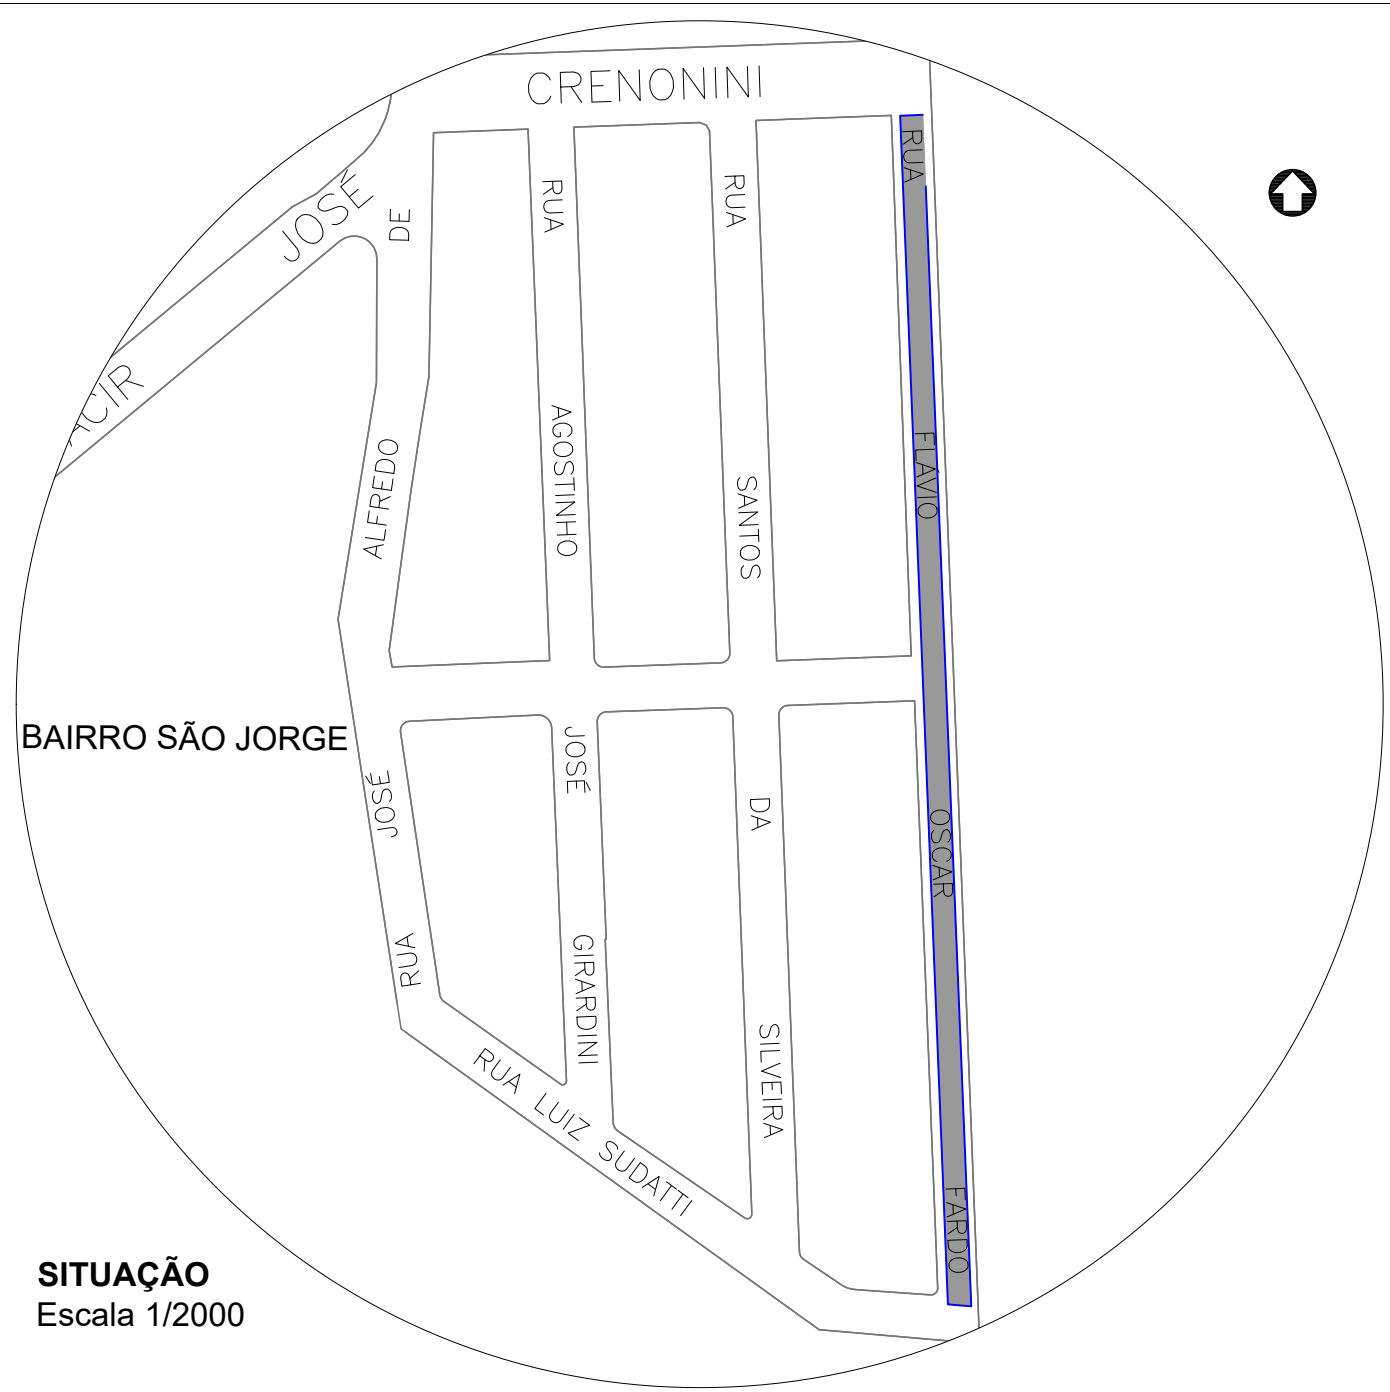 CRENONINI
JOSÉ
ACIR
DE
ALFREDO
JOSÉ
RUA
RUA
AGOSTINHO
JOSÉ
GIRARDINI
RUA
SANTOS
DA
SILVEIRA
RUA
FLAVIO
OSCAR
FARDO
RUA LUIZ SUDATTI
BAIRRO SÃO JORGE
SITUAÇÃO
Escala 1/2000